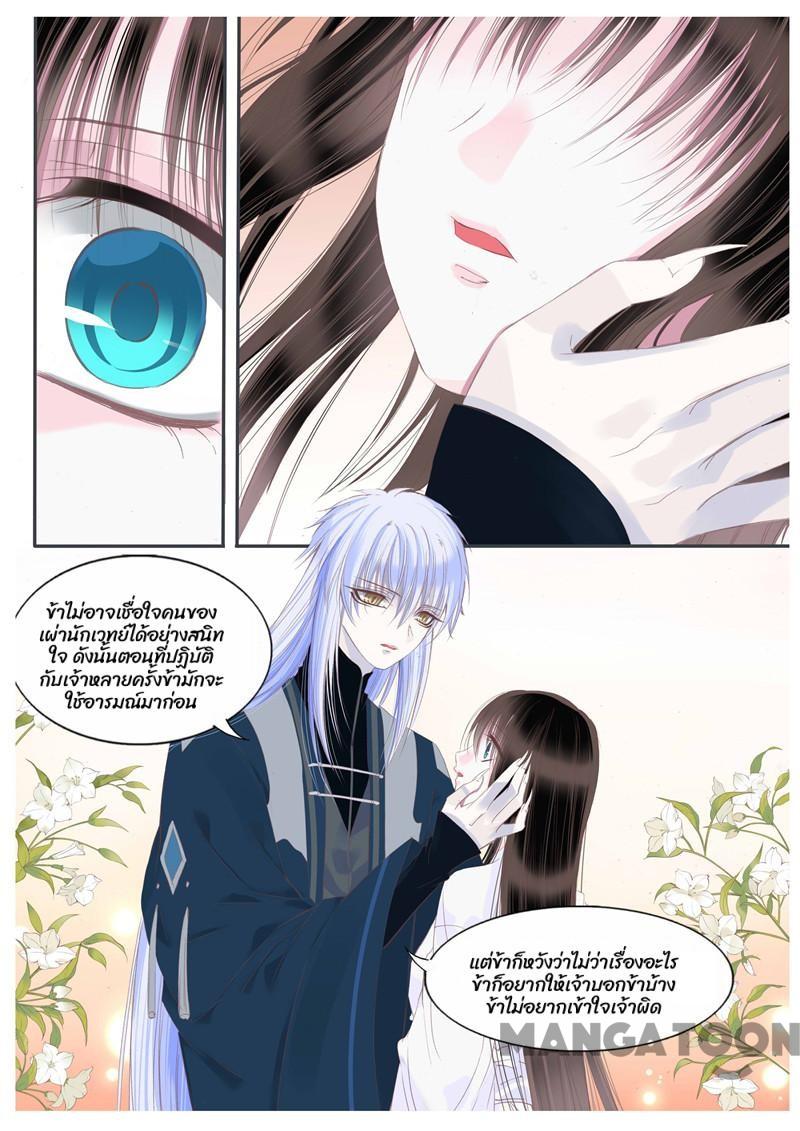 ข้าไม่อาจเชื่อใจคนของ
เผ่านักเวทย์ได้อย่างสนิท
ใจ ดังนั้นตอนที่ปฏิบัติ
กับเจ้าหลายครั้งข้ามักจะ
ใช้อารมณ์มาก่อน
แต่ข้าก็หวังว่าไม่ว่าเรื่องอะไร
ข้าก็อยากให้เจ้าบอกข้าบ้าง
ข้าไม่อยากเข้าใจเจ้าผิด
MANGATOON